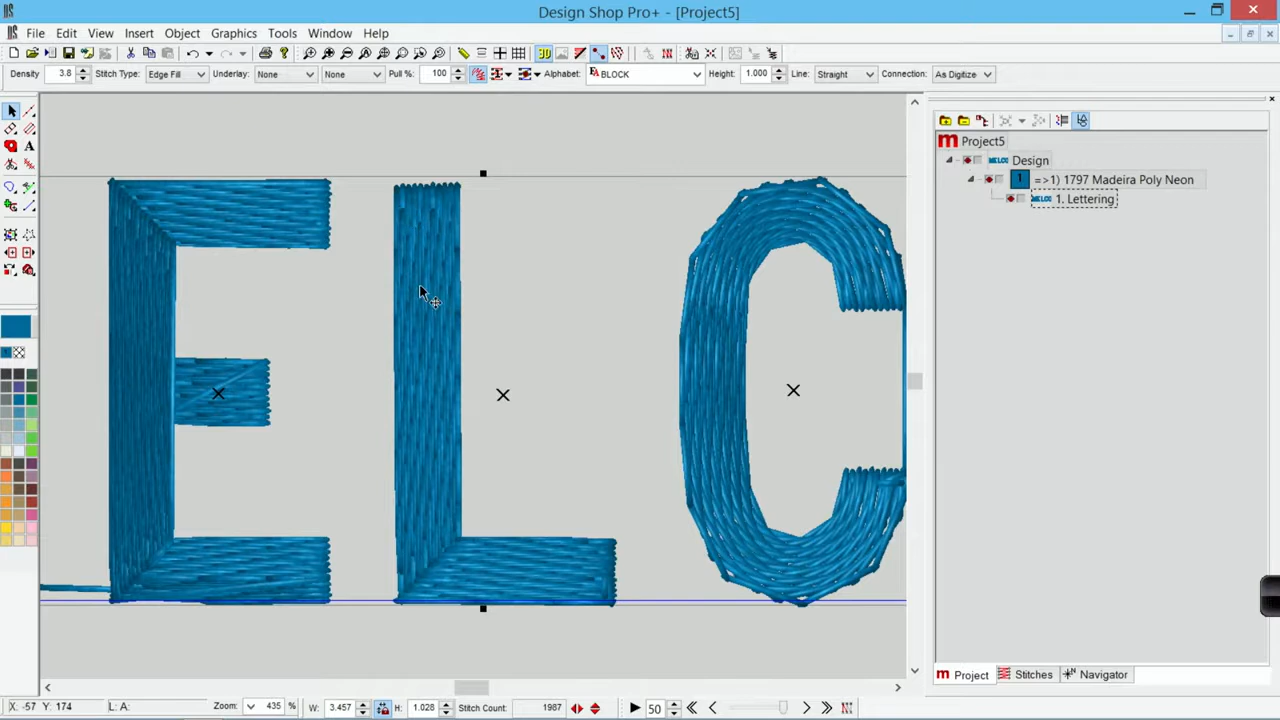 Design Shop Pro+ - [Project5]
File Edit View Insert Object Graphics Tools Window Help
3D
Density 3.8 Stitch Type: Edge Fill Underlay: None None Pull % 100 Alphabet: BLOCK Height: 1.000 Line: Straight Connection: As Digitize
A
Project5
Design
1 =>1) 1797 Madeira Poly Neon
1. Lettering
ELC
Project Stitches Navigator
X: -57 Y: 174 L: A: Zoom: 435 % W: 3.457 H: 1.028 Stitch Count: 1987 50